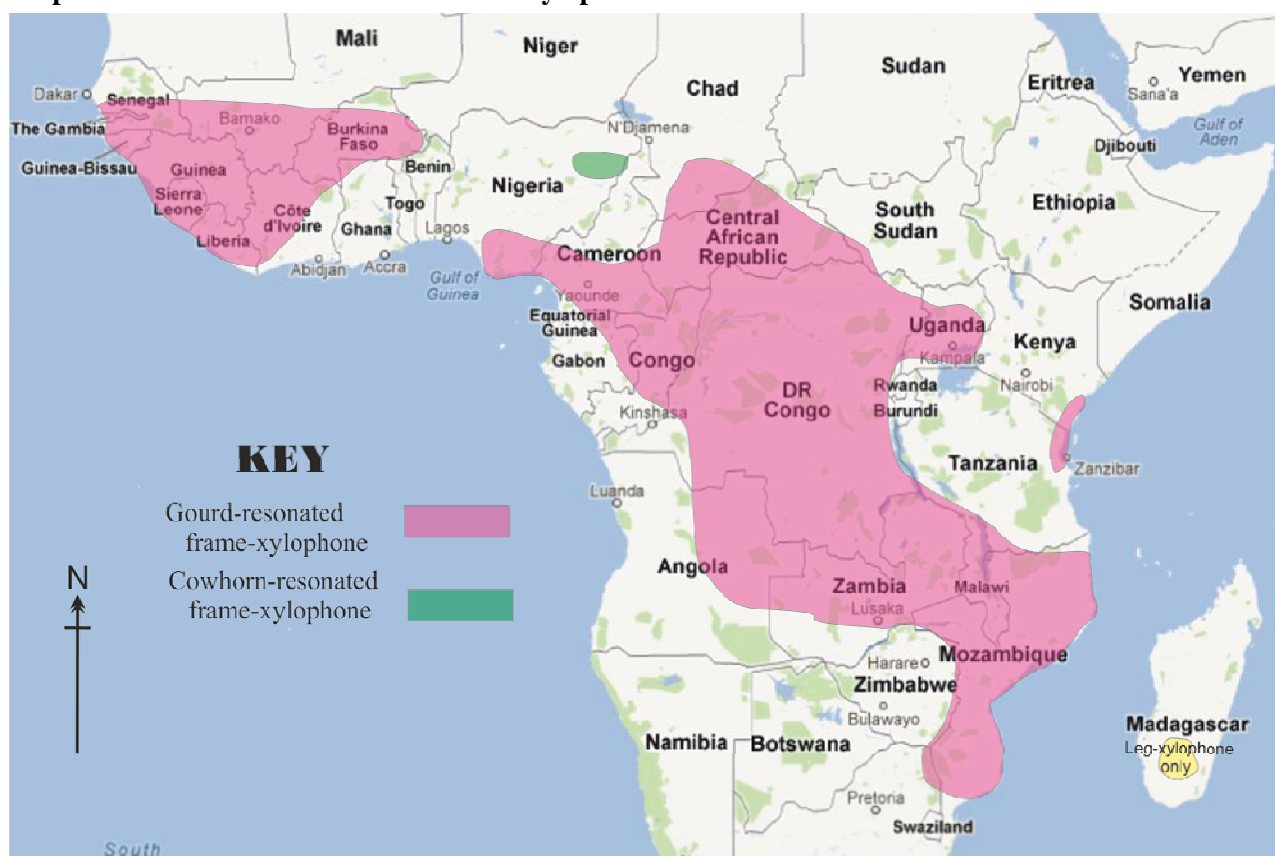 Mali
Niger
Chad
Sudan
Eritrea
Yemen
Sana'a
Dakar
Senegal
The Gambia
Bamako
Burkina
Faso
N'Djamena
Gulf of
Aden
Djibouti
Guinea-Bissau
Guinea
Benin
Nigeria
Ethiopia
Sierra
Leone
Côte
d'Ivoire
Togo
Ghana
Lagos
Liberia
Abidjan
Accra
Central
African
Republic
South
Sudan
Cameroon
Gulf of
Guinea
Yaounde
Equatorial
Guinea
Somalia
Uganda
Kampala
Kenya
Nairobi
Gabon
Congo
DR
Congo
Rwanda
Burundi
Kinshasa
Tanzania
Zanzibar
KEY
Gourd-resonated
frame-xylophone
Cowhorn-resonated
frame-xylophone
N
Luanda
Angola
Zambia
Lusaka
Malawi
Harare
Mozambique
Zimbabwe
Bulawayo
Namibia
Botswana
Madagascar
Leg-xylophone
only
Pretoria
Swaziland
South